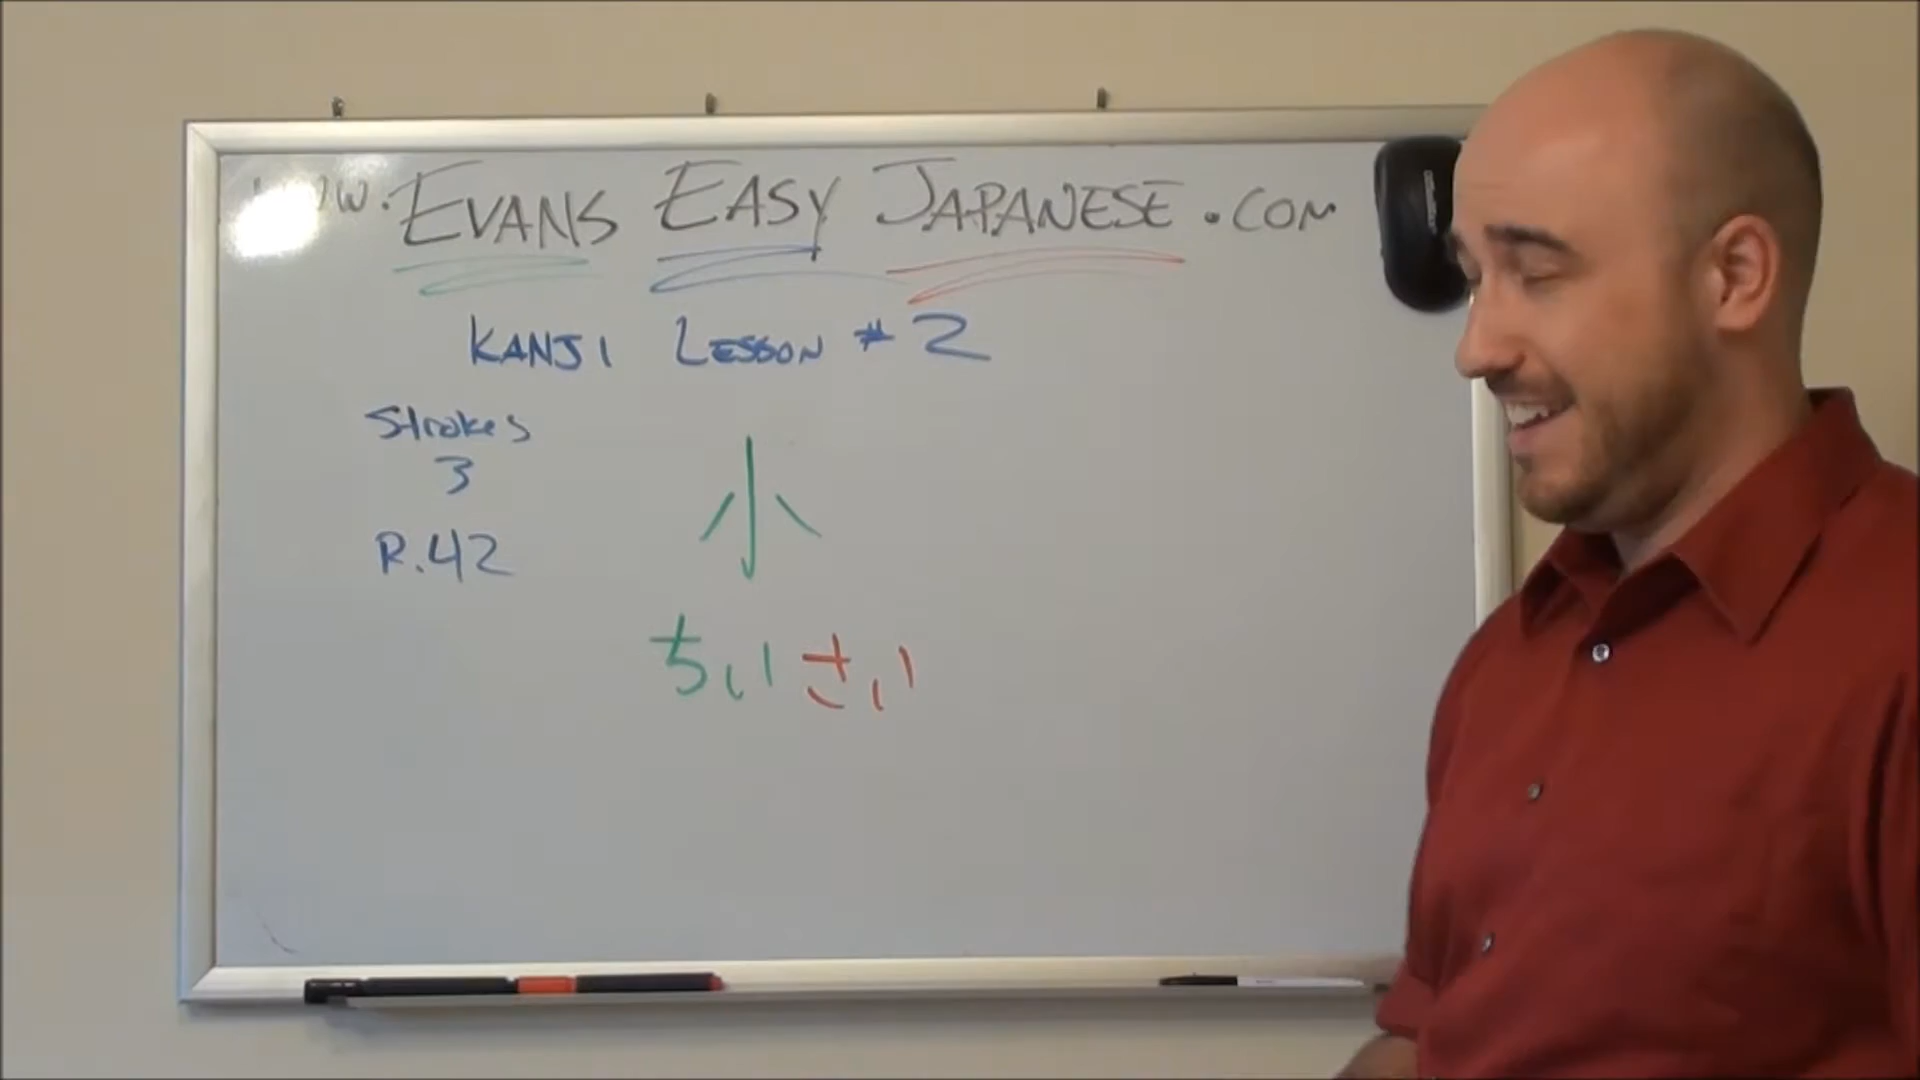 www.EVANS EASY JAPANESE.COM
KANJI LESSON # 2
Strokes
3
R.42
小
ちいさい